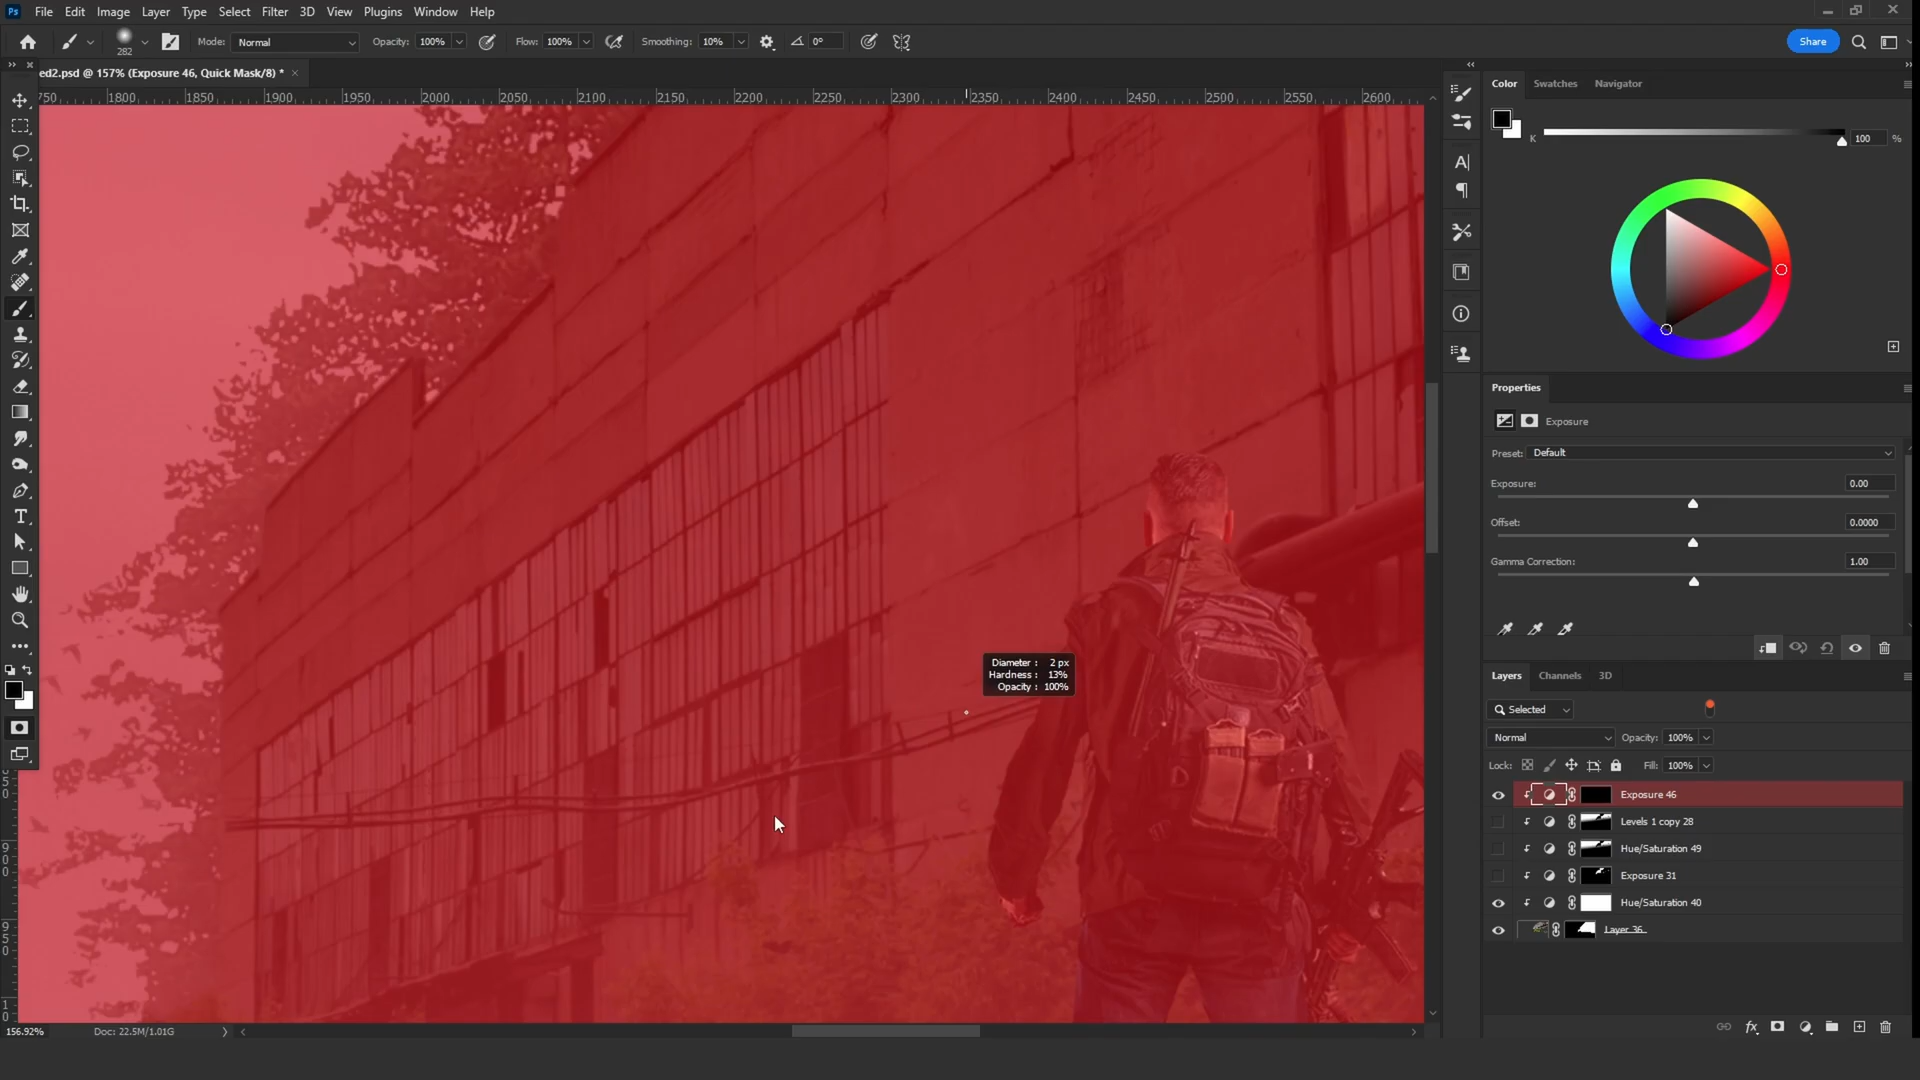 Ps File Edit Image Layer Type Select Filter 3D View Plugins Window Help
282 Mode: Normal Opacity: 100% Flow: 100% Smoothing: 10% 0° Share
ed2.psd @ 157% (Exposure 46, Quick Mask/8) * ×
750 1800 1850 1900 1950 2000 2050 2100 2150 2200 2250 2300 2350 2400 2450 2500 2550 2600
Color Swatches Navigator
K 100 %
Properties
Exposure
Preset: Default
Exposure: 0.00
Offset: 0.0000
Gamma Correction: 1.00
Diameter : 2 px
Hardness : 13%
Opacity : 100%
Layers Channels 3D
Selected
Normal Opacity: 100%
Lock: Fill: 100%
Exposure 46
Levels 1 copy 28
Hue/Saturation 49
Exposure 31
Hue/Saturation 40
Layer 36
156.92% Doc: 22.5M/1.01G